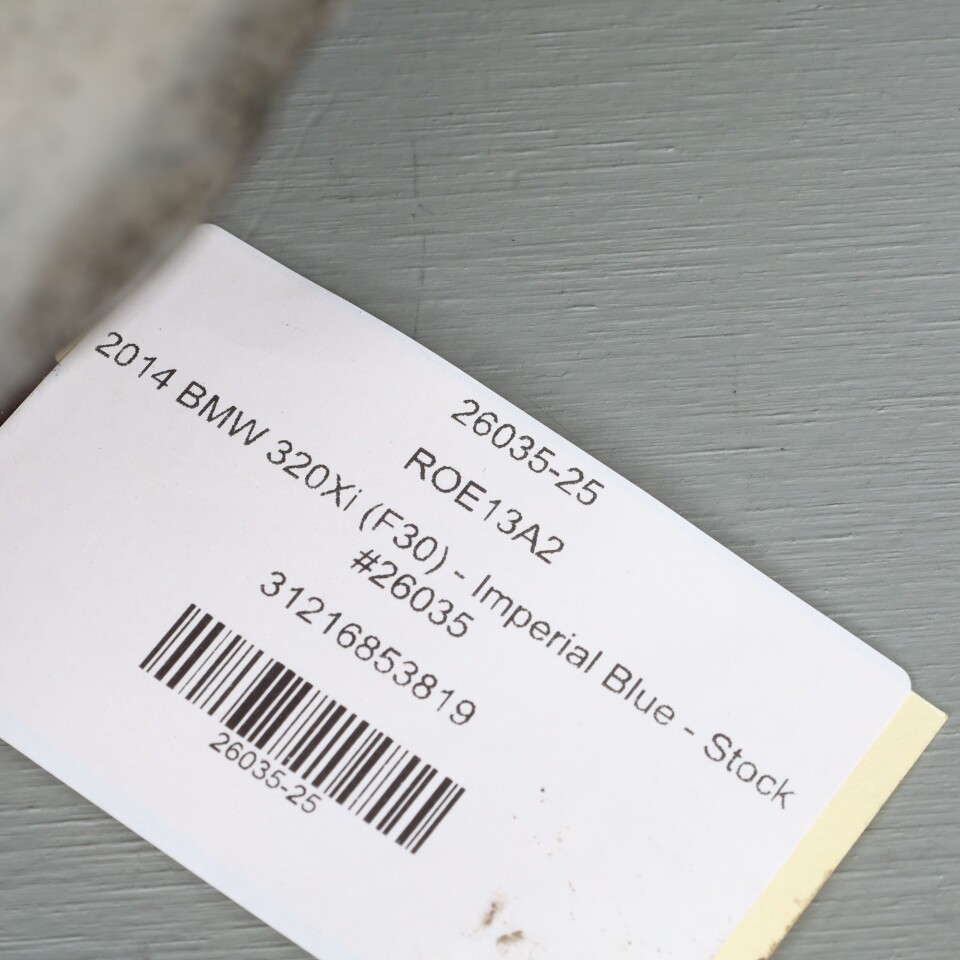 26035-25
ROE13A2
2014 BMW 320Xi (F30) - Imperial Blue - Stock
#26035
31216853819
26035-25